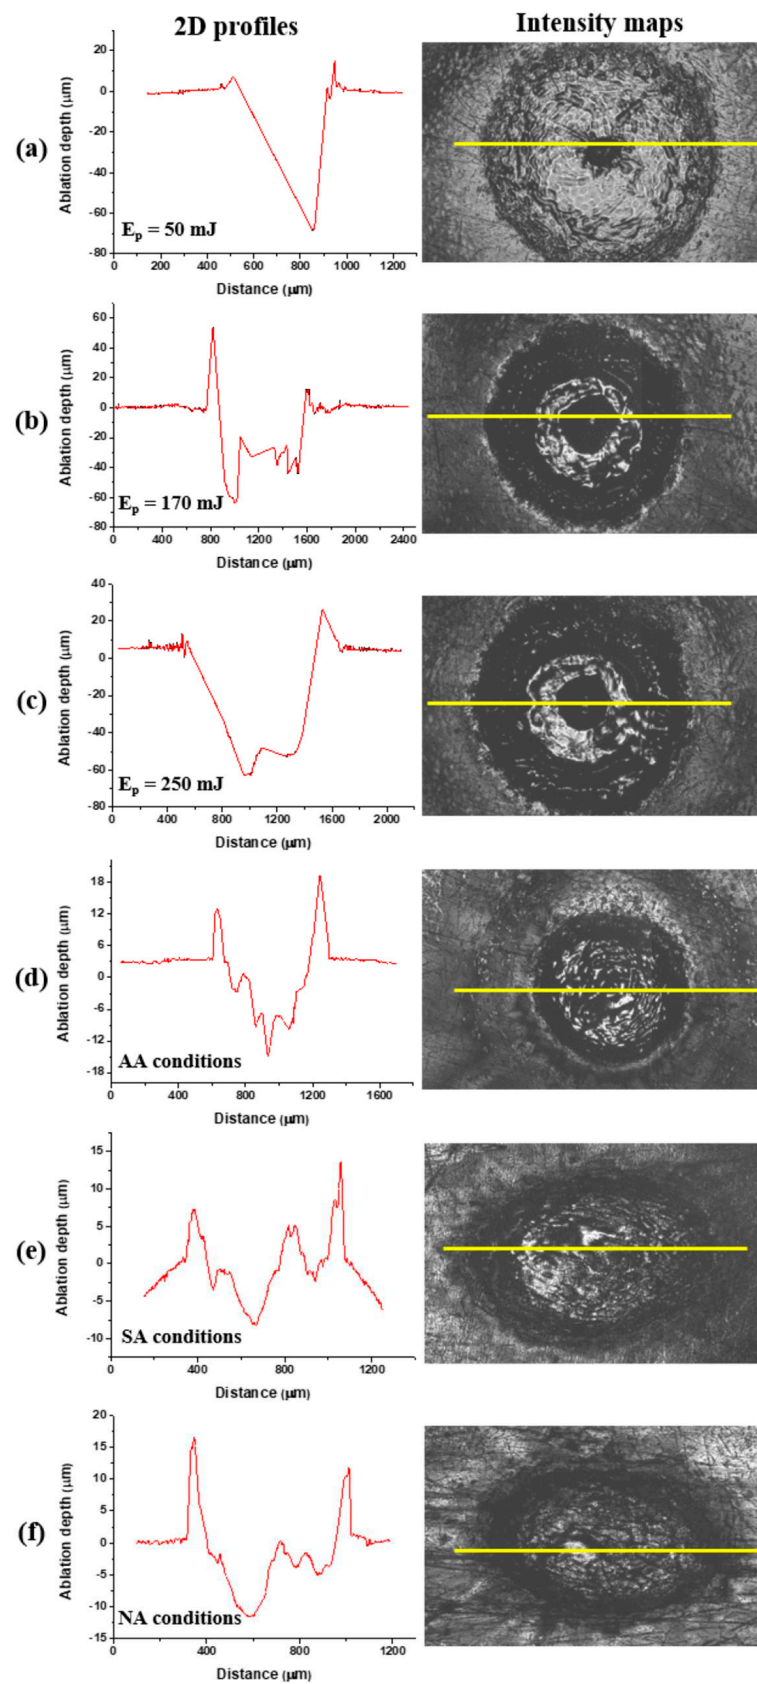 2D profiles
Intensity maps
(a)
Ablation depth (μm)
20
0
-20
-40
-60
-80
E_p = 50 mJ
0 200 400 600 800 1000 1200
Distance (μm)
(b)
Ablation depth (μm)
60
40
20
0
-20
-40
-60
-80
E_p = 170 mJ
0 400 800 1200 1600 2000 2400
Distance (μm)
(c)
Ablation depth (μm)
40
20
0
-20
-40
-60
-80
E_p = 250 mJ
0 400 800 1200 1600 2000
Distance (μm)
(d)
Ablation depth (μm)
18
12
6
0
-6
-12
-18
AA conditions
0 400 800 1200 1600
Distance (μm)
(e)
Ablation depth (μm)
15
10
5
0
-5
-10
SA conditions
0 400 800 1200
Distance (μm)
(f)
Ablation depth (μm)
20
15
10
5
0
-5
-10
-15
NA conditions
0 400 800 1200
Distance (μm)